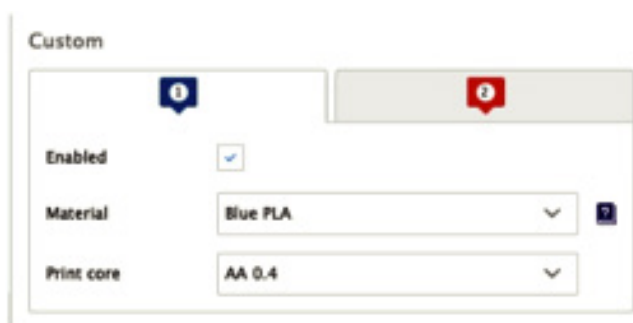 Custom
1 2
Enabled
Material Blue PLA ?
Print core AA 0.4